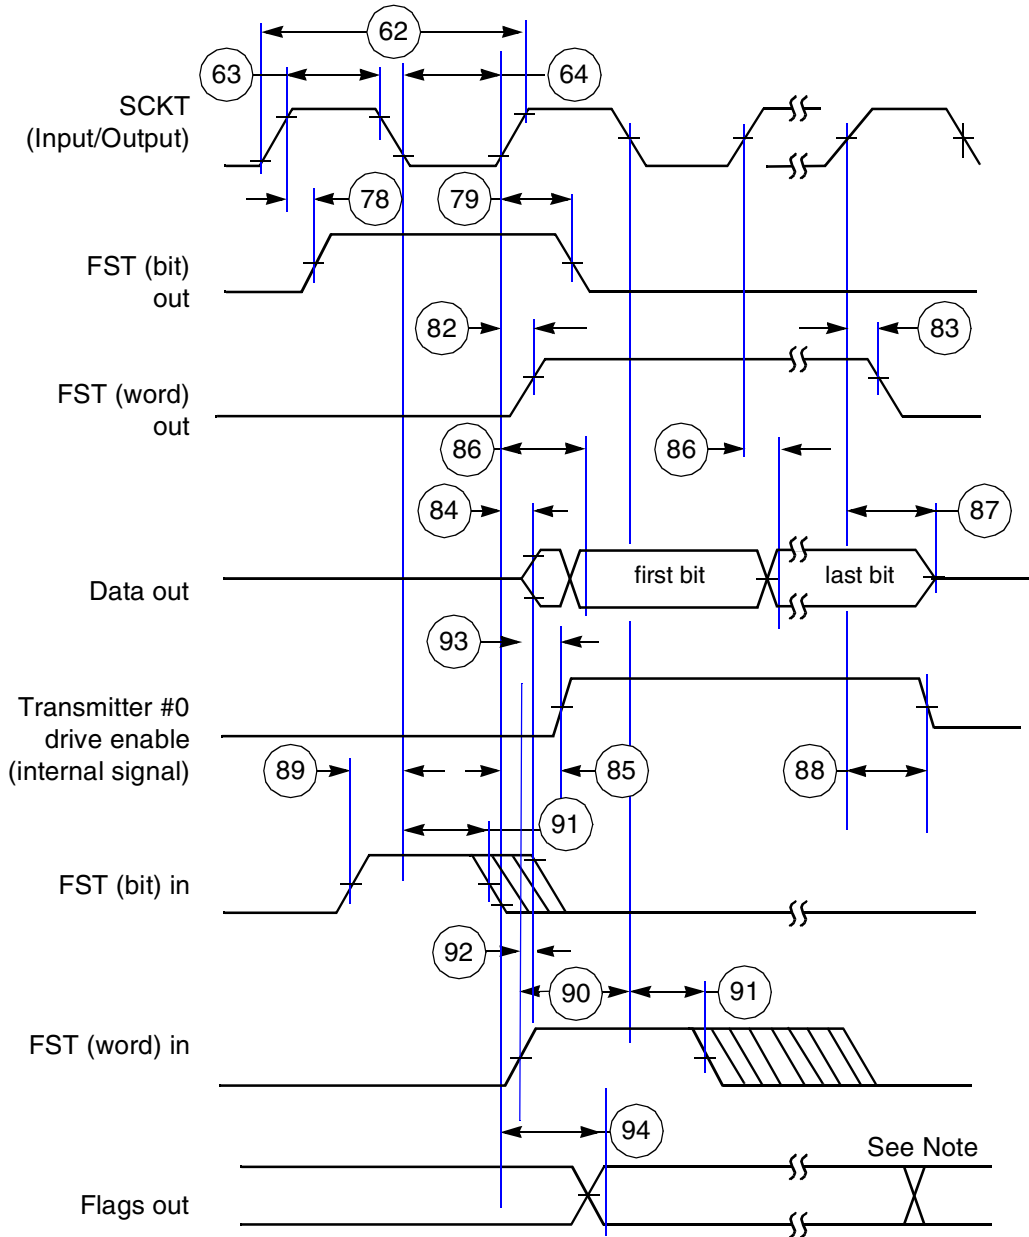 62
63
64
SCKT
(Input/Output)
78
79
FST (bit)
out
82
83
FST (word)
out
86
86
84
87
first bit
last bit
Data out
93
Transmitter #0
drive enable
(internal signal)
89
85
88
91
FST (bit) in
92
90
91
FST (word) in
94
See Note
Flags out